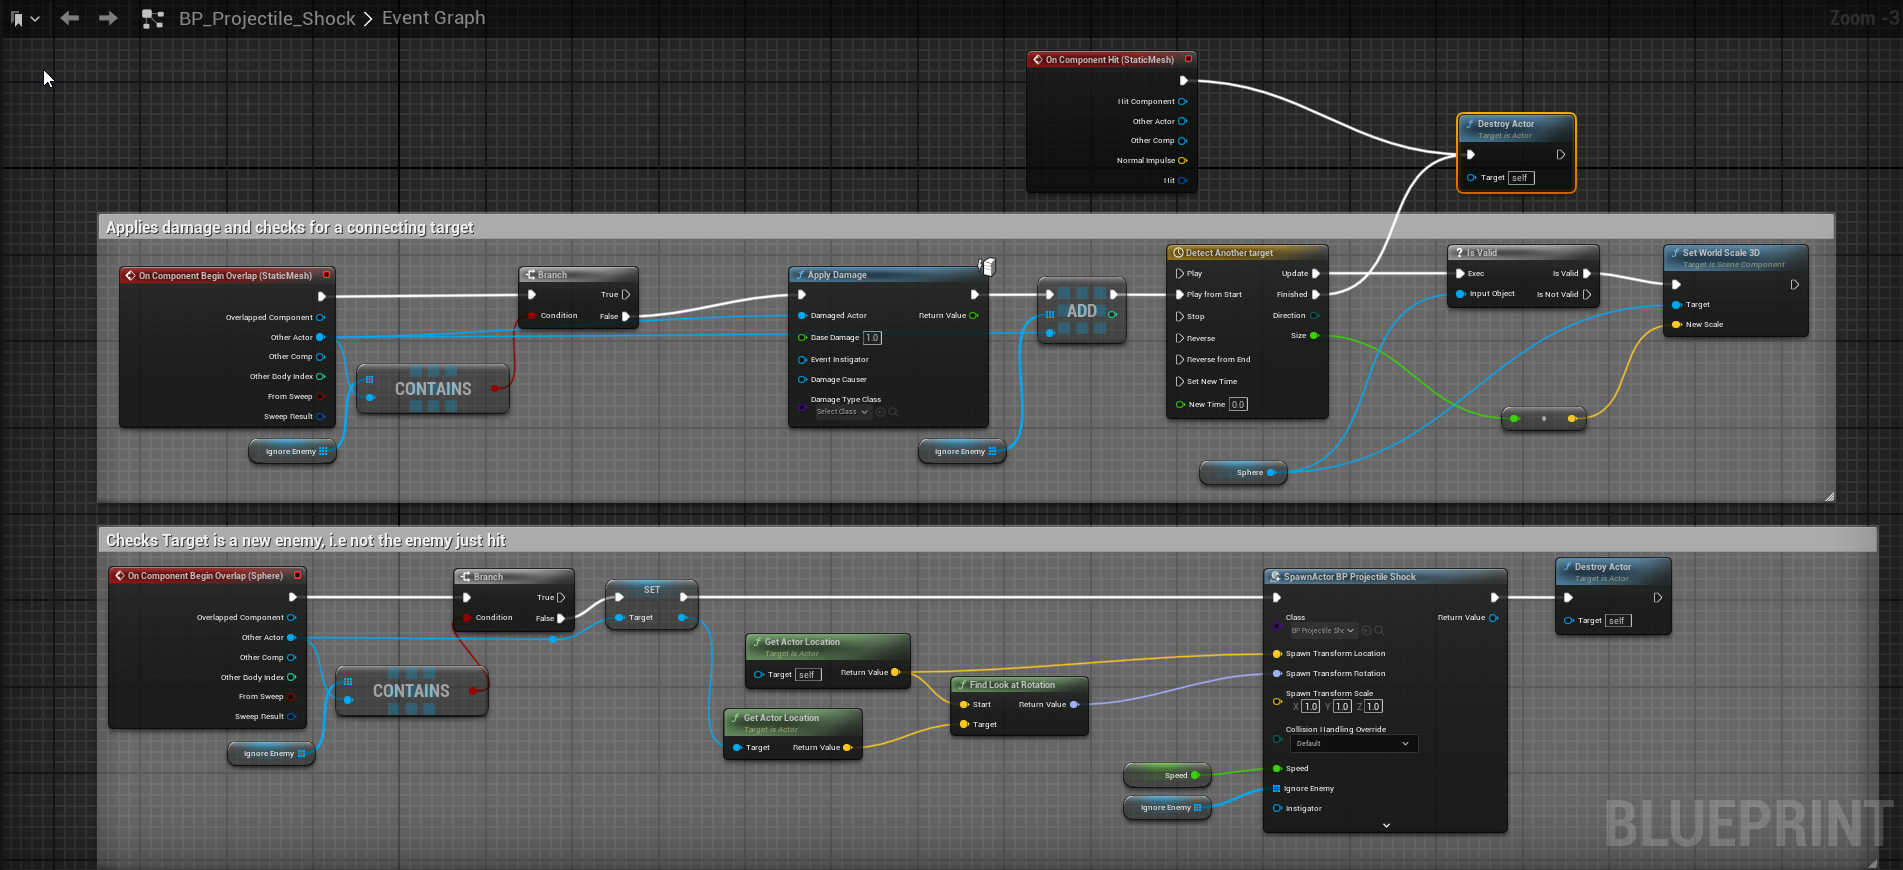 BP_Projectile_Shock > Event Graph
Zoom -3
On Component Hit (StaticMesh)
Hit Component
Other Actor
Other Comp
Normal Impulse
Hit
Destroy Actor
Target is Actor
Target self
Applies damage and checks for a connecting target
On Component Begin Overlap (StaticMesh)
Overlapped Component
Other Actor
Other Comp
Other Body Index
From Sweep
Sweep Result
Ignore Enemy
CONTAINS
Branch
True
Condition False
Apply Damage
Damaged Actor Return Value
Base Damage 1.0
Event Instigator
Damage Causer
Damage Type Class
Select Class
Ignore Enemy
ADD
Detect Another target
Play Update
Play from Start Finished
Stop Direction
Reverse Size
Reverse from End
Set New Time
New Time 0.0
Sphere
Is Valid
Exec Is Valid
Input Object Is Not Valid
Set World Scale 3D
Target is Scene Component
Target
New Scale
Checks Target is a new enemy, i.e not the enemy just hit
On Component Begin Overlap (Sphere)
Overlapped Component
Other Actor
Other Comp
Other Body Index
From Sweep
Sweep Result
Ignore Enemy
CONTAINS
Branch
True
Condition False
SET
Target
Get Actor Location
Target is Actor
Target self Return Value
Get Actor Location
Target is Actor
Target Return Value
Find Look at Rotation
Start Return Value
Target
Speed
Ignore Enemy
SpawnActor BP Projectile Shock
Class Return Value
BP Projectile Shc
Spawn Transform Location
Spawn Transform Rotation
Spawn Transform Scale
X 1.0 Y 1.0 Z 1.0
Collision Handling Override
Default
Speed
Ignore Enemy
Instigator
Destroy Actor
Target is Actor
Target self
BLUEPRINT